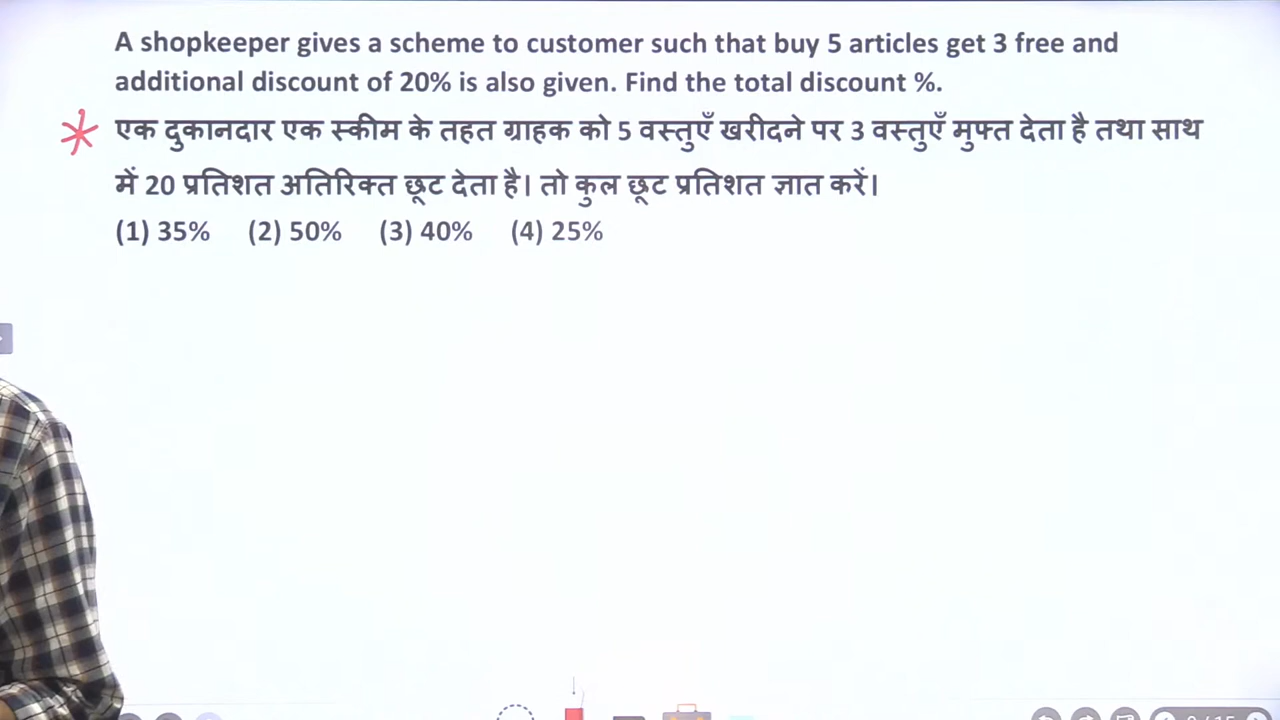 A shopkeeper gives a scheme to customer such that buy 5 articles get 3 free and
additional discount of 20% is also given. Find the total discount %.
एक दुकानदार एक स्कीम के तहत ग्राहक को 5 वस्तुएँ खरीदने पर 3 वस्तुएँ मुफ्त देता है तथा साथ
में 20 प्रतिशत अतिरिक्त छूट देता है। तो कुल छूट प्रतिशत ज्ञात करें।
(1) 35% (2) 50% (3) 40% (4) 25%